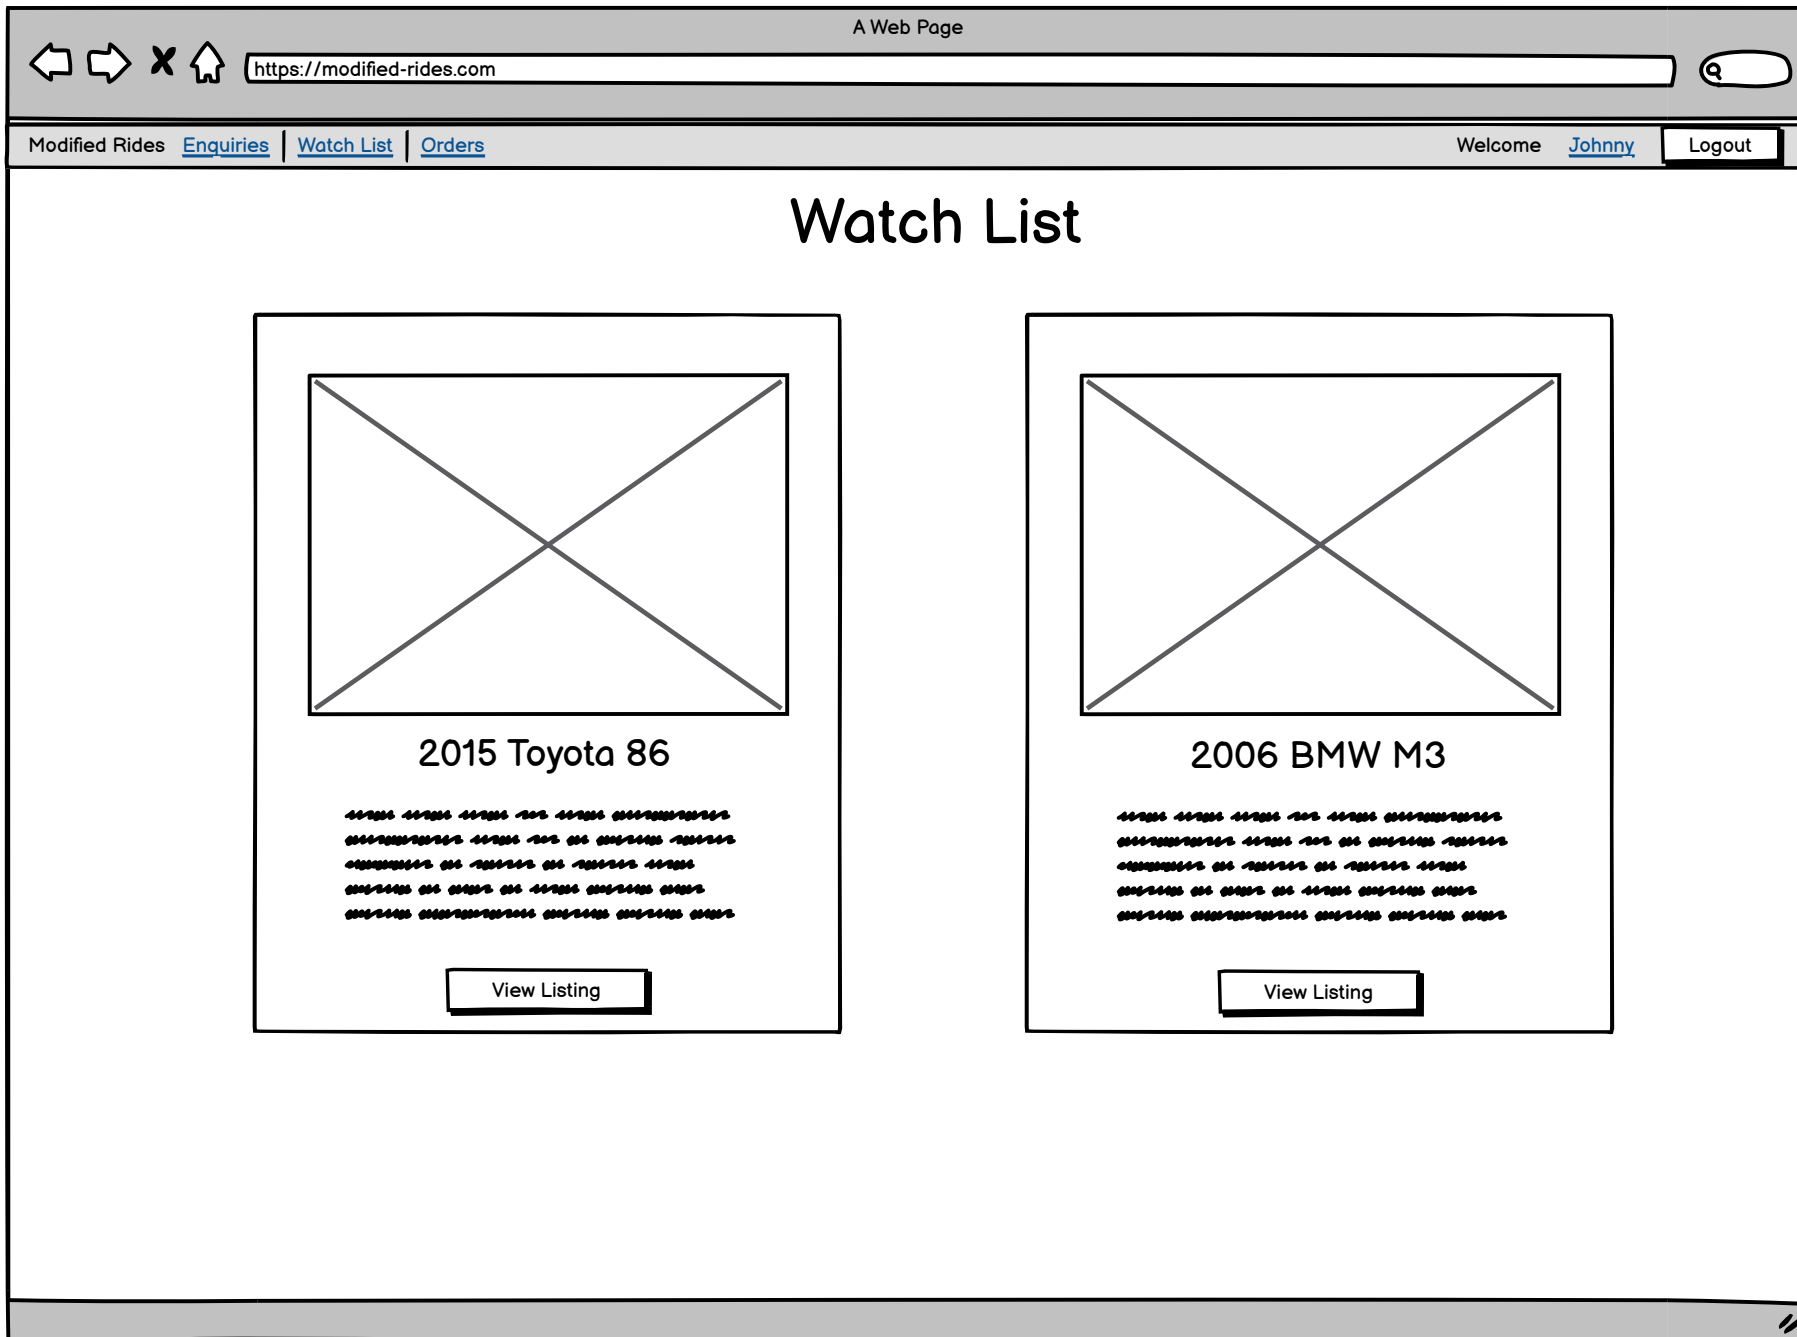 A Web Page
https://modified-rides.com
Modified Rides Enquiries Watch List Orders Welcome Johnny Logout
Watch List
2015 Toyota 86
View Listing
2006 BMW M3
View Listing